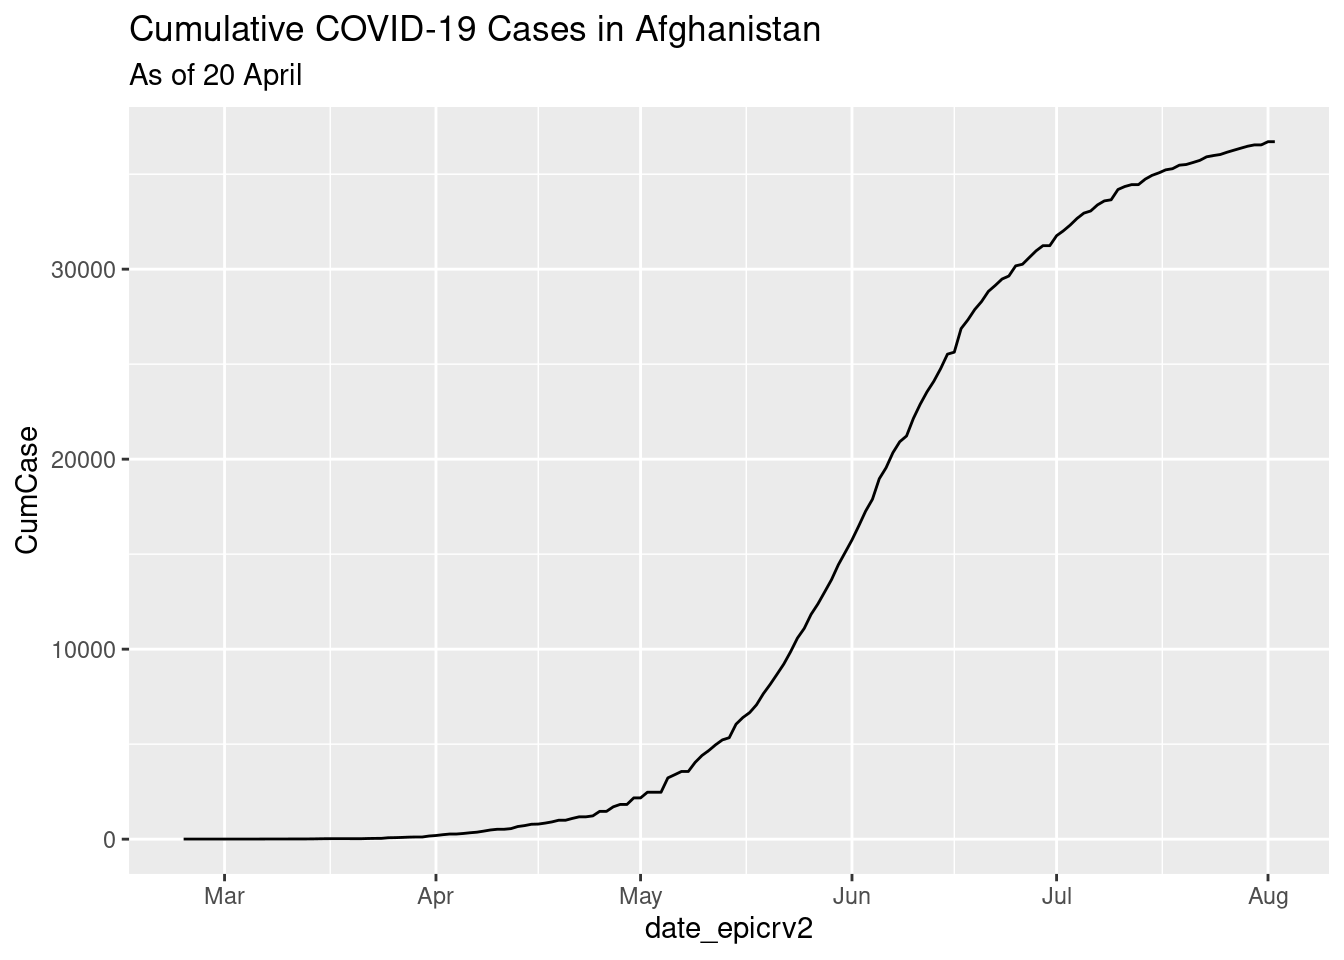 Cumulative COVID-19 Cases in Afghanistan
As of 20 April
CumCase
30000
20000
10000
0
Mar Apr May Jun Jul Aug
date_epicrv2